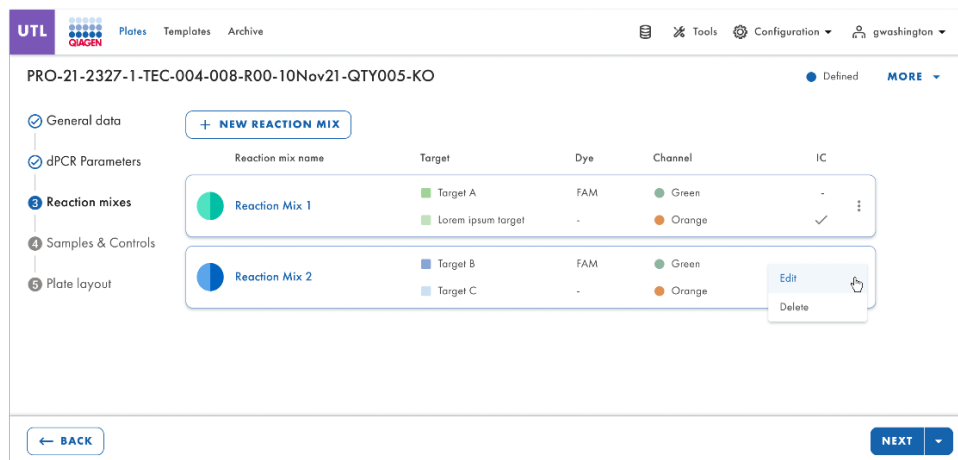 UTL QIAGEN Plates Templates Archive Tools Configuration gwashington
PRO-21-2327-1-TEC-004-008-R00-10Nov21-QTY005-KO Defined MORE
General data
dPCR Parameters
3 Reaction mixes
4 Samples & Controls
5 Plate layout
+ NEW REACTION MIX
Reaction mix name Target Dye Channel IC
Reaction Mix 1
Target A FAM Green -
Lorem ipsum target - Orange
Reaction Mix 2
Target B FAM Green
Target C - Orange
Edit
Delete
← BACK NEXT